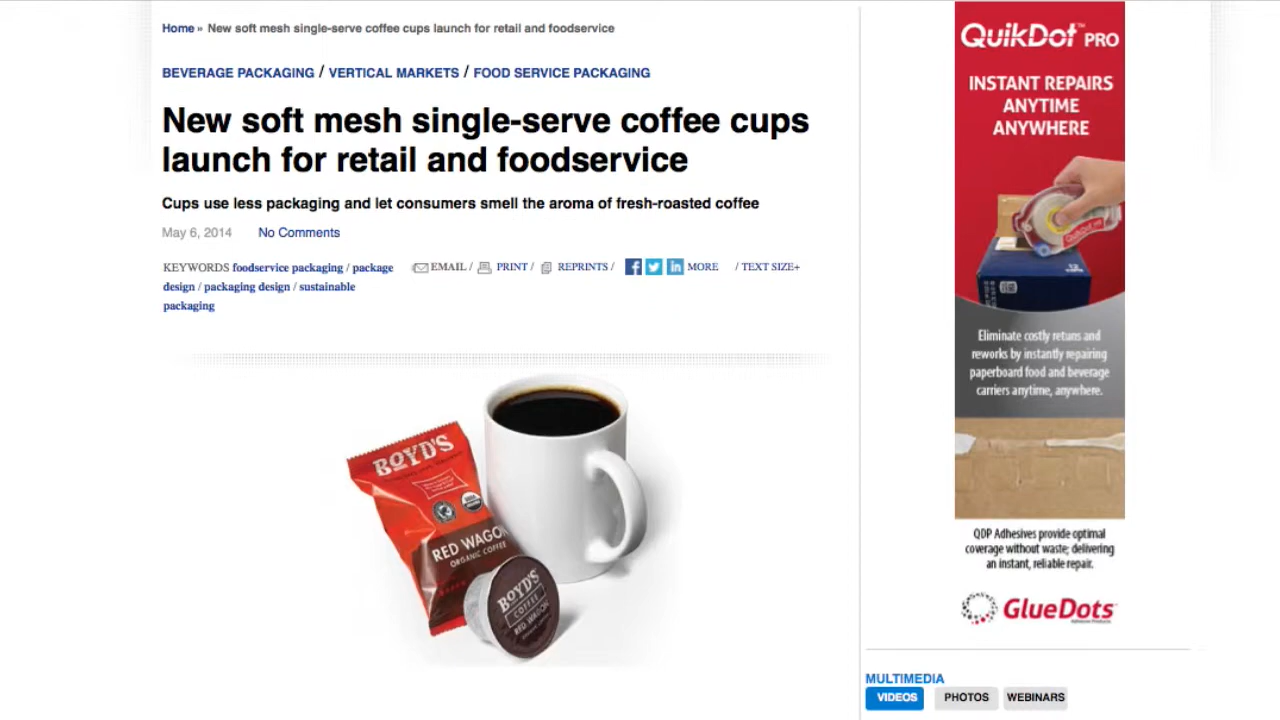 Home » New soft mesh single-serve coffee cups launch for retail and foodservice
BEVERAGE PACKAGING / VERTICAL MARKETS / FOOD SERVICE PACKAGING
New soft mesh single-serve coffee cups
launch for retail and foodservice
Cups use less packaging and let consumers smell the aroma of fresh-roasted coffee
May 6, 2014 No Comments
KEYWORDS foodservice packaging / package
design / packaging design / sustainable
packaging
EMAIL / PRINT / REPRINTS / MORE / TEXT SIZE+
BOYD'S
RED WAGON
ORGANIC COFFEE
BOYD'S
COFFEE
RED WAGON
QuikDot™ PRO
INSTANT REPAIRS
ANYTIME
ANYWHERE
Eliminate costly retuns and
reworks by instantly repairing
paperboard food and beverage
carriers anytime, anywhere.
QDP Adhesives provide optimal
coverage without waste; delivering
an instant, reliable repair.
GlueDots
MULTIMEDIA
VIDEOS PHOTOS WEBINARS